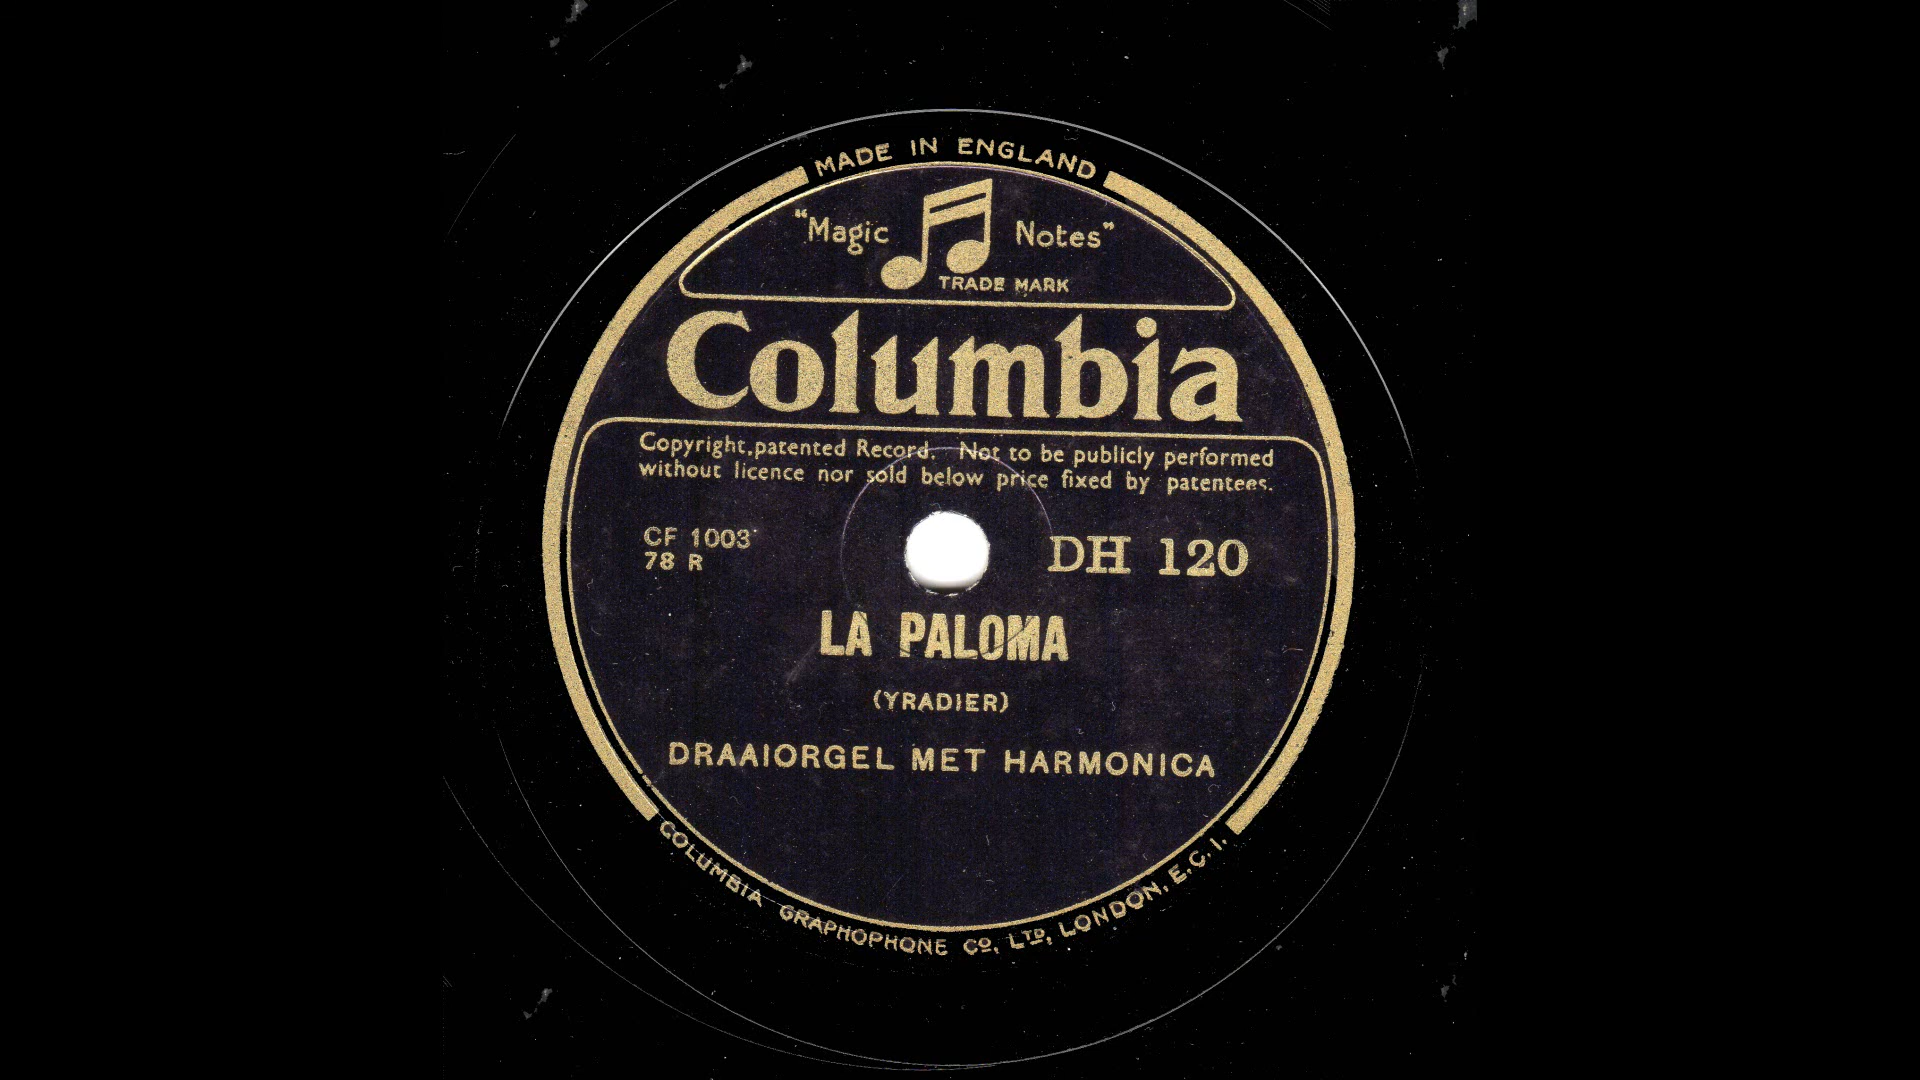 MADE IN ENGLAND
"Magic Notes"
TRADE MARK
Columbia
Copyright, patented Record. Not to be publicly performed
without licence nor sold below price fixed by patentees.
CF 1003
78 R
DH 120
LA PALOMA
(YRADIER)
DRAAIORGEL MET HARMONICA
COLUMBIA GRAPHOPHONE CO, LTD, LONDON, E.C.I.